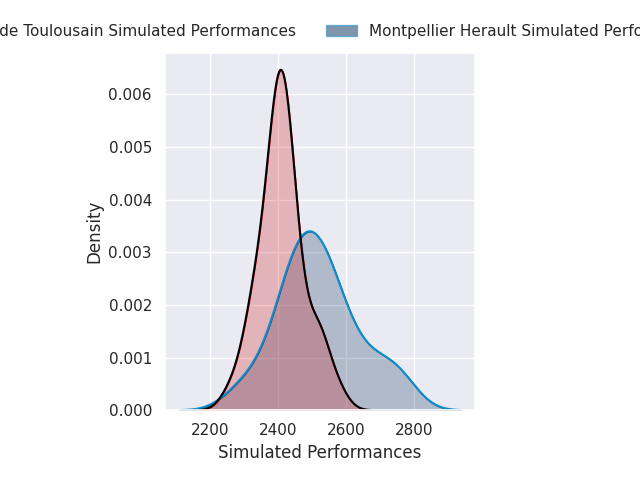 de Toulousain Simulated Performances
Montpellier Herault Simulated Perfo
0.006
0.005
0.004
0.003
0.002
0.001
0.000
Density
2200 2400 2600 2800
Simulated Performances